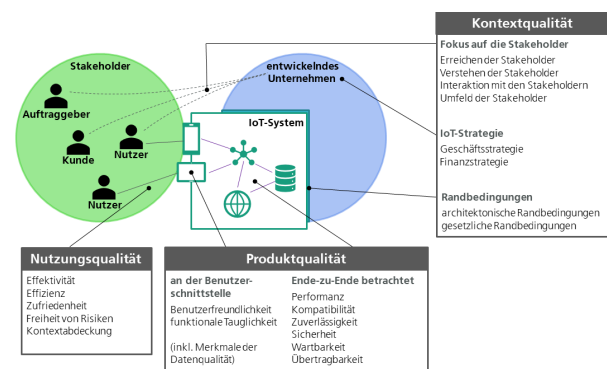 Kontextqualität
Fokus auf die Stakeholder
Erreichen der Stakeholder
Verstehen der Stakeholder
Interaktion mit den Stakeholdern
Umfeld der Stakeholder
IoT-Strategie
Geschäftsstrategie
Finanzstrategie
Randbedingungen
architektonische Randbedingungen
gesetzliche Randbedingungen
Stakeholder
Auftraggeber
Kunde
Nutzer
Nutzer
entwickelndes
Unternehmen
IoT-System
Nutzungsqualität
Effektivität
Effizienz
Zufriedenheit
Freiheit von Risiken
Kontextabdeckung
Produktqualität
an der Benutzer-
schnittstelle
Benutzerfreundlichkeit
funktionale Tauglichkeit
(inkl. Merkmale der
Datenqualität)
Ende-zu-Ende betrachtet
Performanz
Kompatibilität
Zuverlässigkeit
Sicherheit
Wartbarkeit
Übertragbarkeit